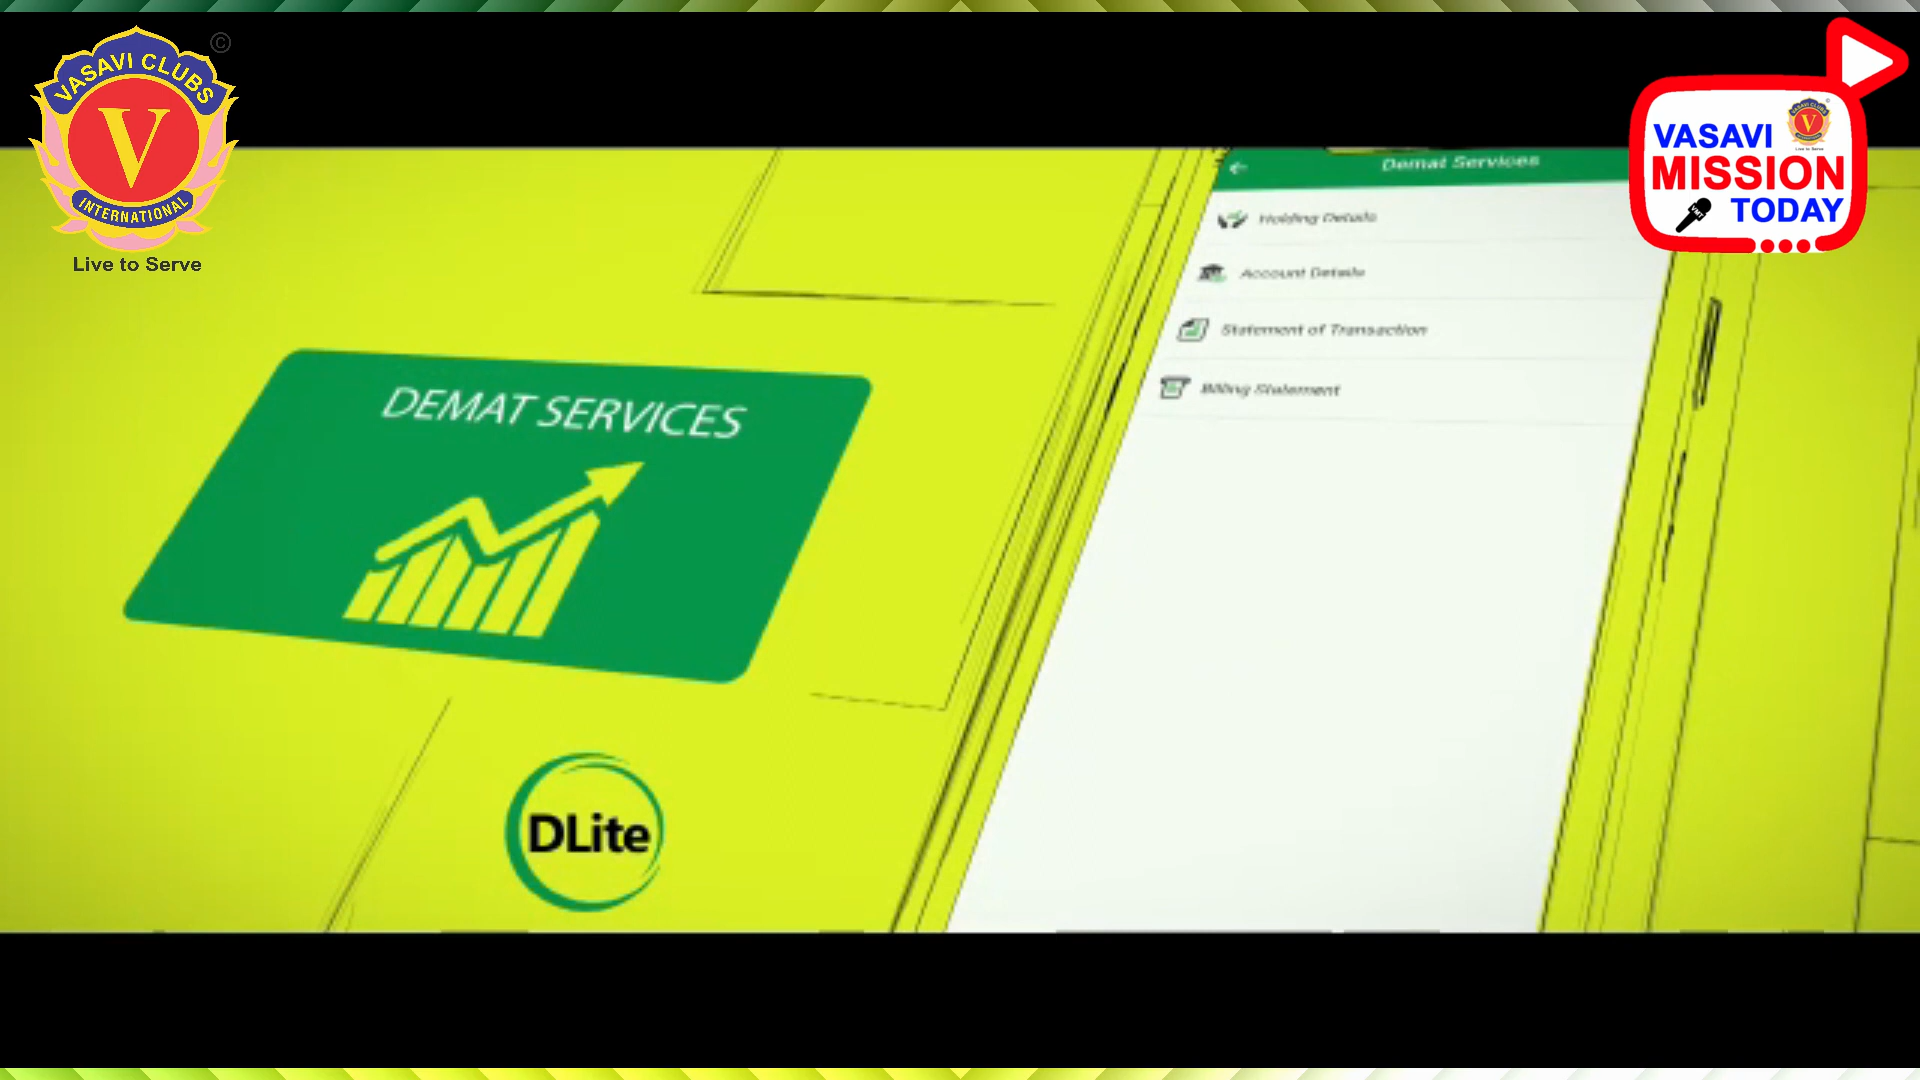 VASAVI CLUBS
©
V
INTERNATIONAL
Live to Serve
VASAVI
MISSION
TODAY
Demat Services
Holding Details
Account Details
Statement of Transaction
Billing Statement
DEMAT SERVICES
DLite